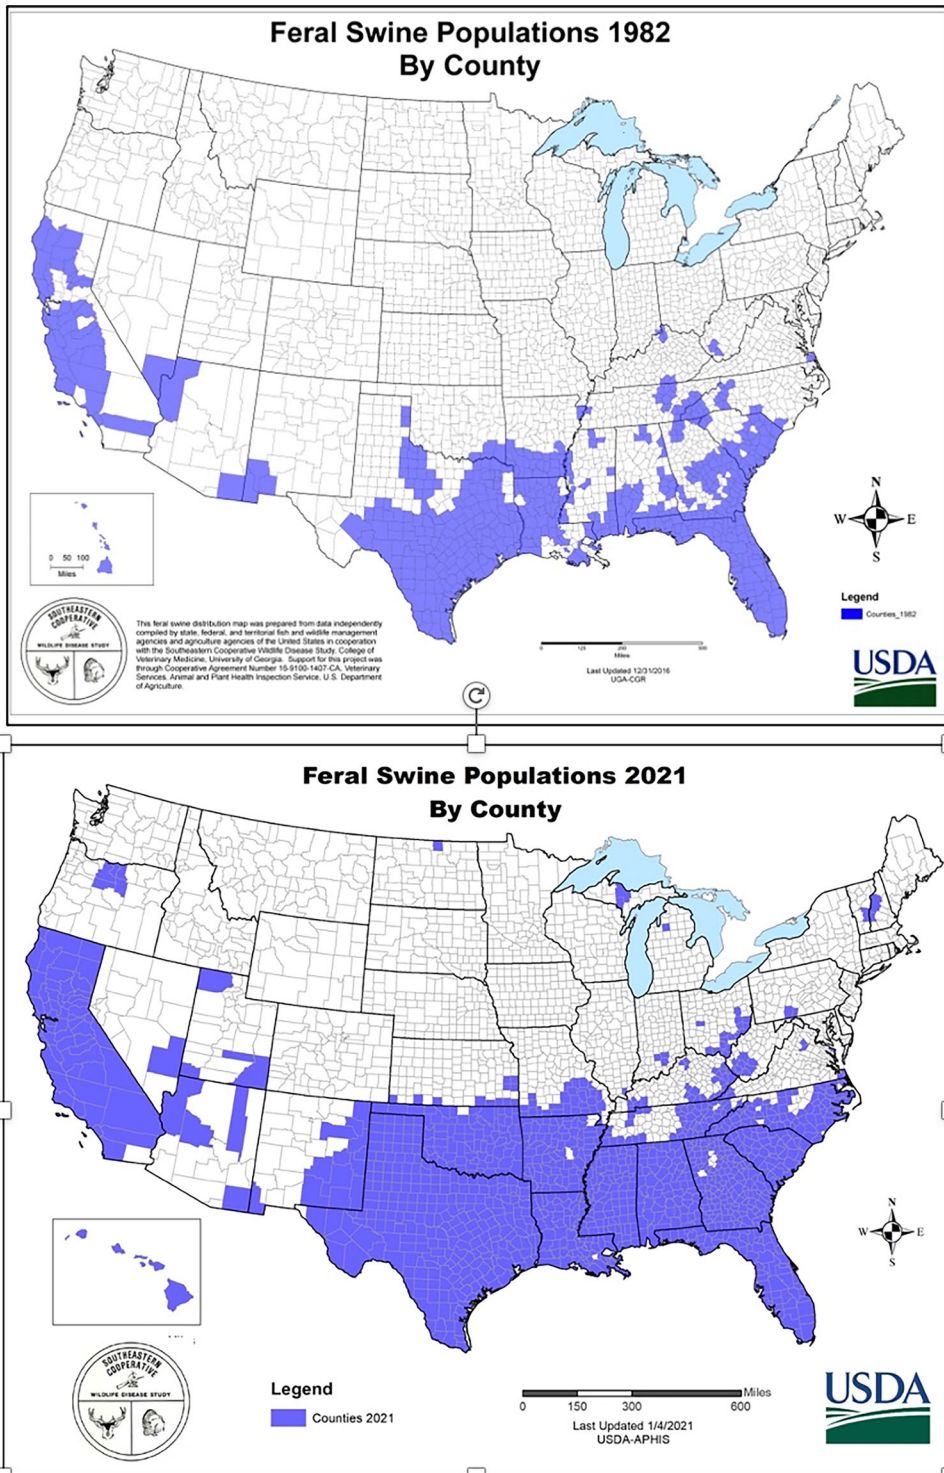 Feral Swine Populations 1982
By County
0 50 100
Miles
N
W E
S
Legend
Counties_1982
SOUTHEASTERN
COOPERATIVE
WILDLIFE DISEASE STUDY
This feral swine distribution map was prepared from data independently
compiled by state, federal, and territorial fish and wildlife management
agencies and agriculture agencies of the United States in cooperation
with the Southeastern Cooperative Wildlife Disease Study, College of
Veterinary Medicine, University of Georgia. Support for this project was
through Cooperative Agreement Number 15-9100-1407-CA, Veterinary
Services, Animal and Plant Health Inspection Service, U.S. Department
of Agriculture.
Miles
Last Updated 12/31/2016
UGA-CGR
USDA
Feral Swine Populations 2021
By County
N
W E
S
SOUTHEASTERN
COOPERATIVE
WILDLIFE DISEASE STUDY
Legend
Counties 2021
Miles
0 150 300 600
Last Updated 1/4/2021
USDA-APHIS
USDA